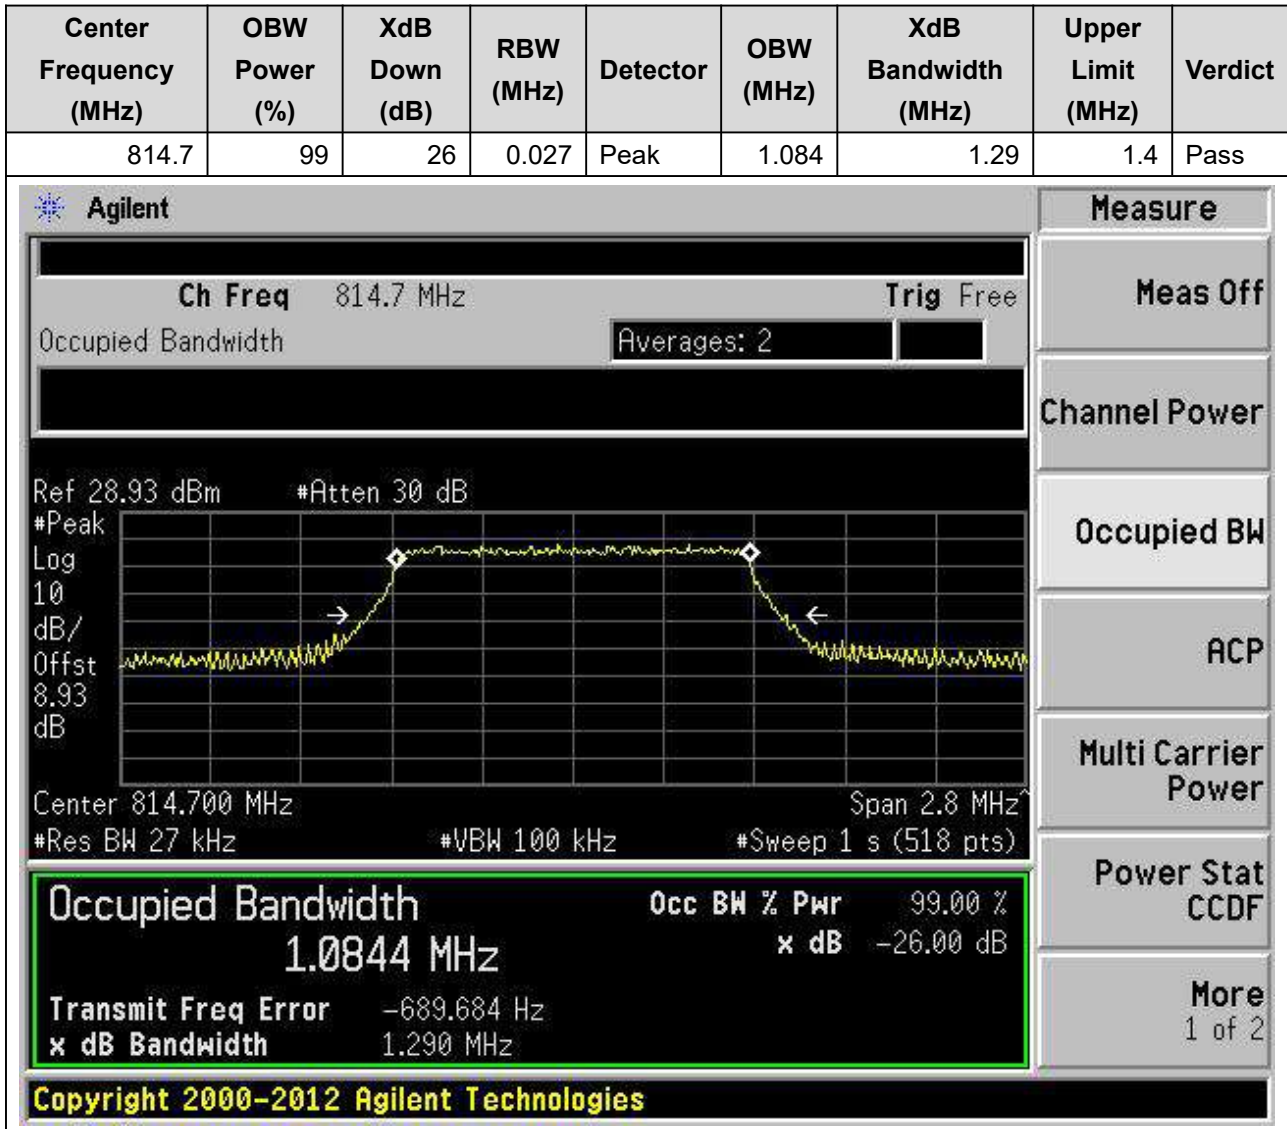 Center Frequency (MHz) OBW Power (%) XdB Down (dB) RBW (MHz) Detector OBW (MHz) XdB Bandwidth (MHz) Upper Limit (MHz) Verdict
814.7 99 26 0.027 Peak 1.084 1.29 1.4 Pass
Agilent
Measure
Ch Freq 814.7 MHz Trig Free
Meas Off
Occupied Bandwidth Averages: 2
Channel Power
Ref 28.93 dBm #Atten 30 dB
#Peak
Log
10
dB/
Offst
8.93
dB
Occupied BW
ACP
Multi Carrier
Power
Center 814.700 MHz Span 2.8 MHz^
#Res BW 27 kHz #VBW 100 kHz #Sweep 1 s (518 pts)
Power Stat
CCDF
Occupied Bandwidth Occ BW % Pwr 99.00 %
1.0844 MHz x dB -26.00 dB
Transmit Freq Error -689.684 Hz
x dB Bandwidth 1.290 MHz
More
1 of 2
Copyright 2000-2012 Agilent Technologies